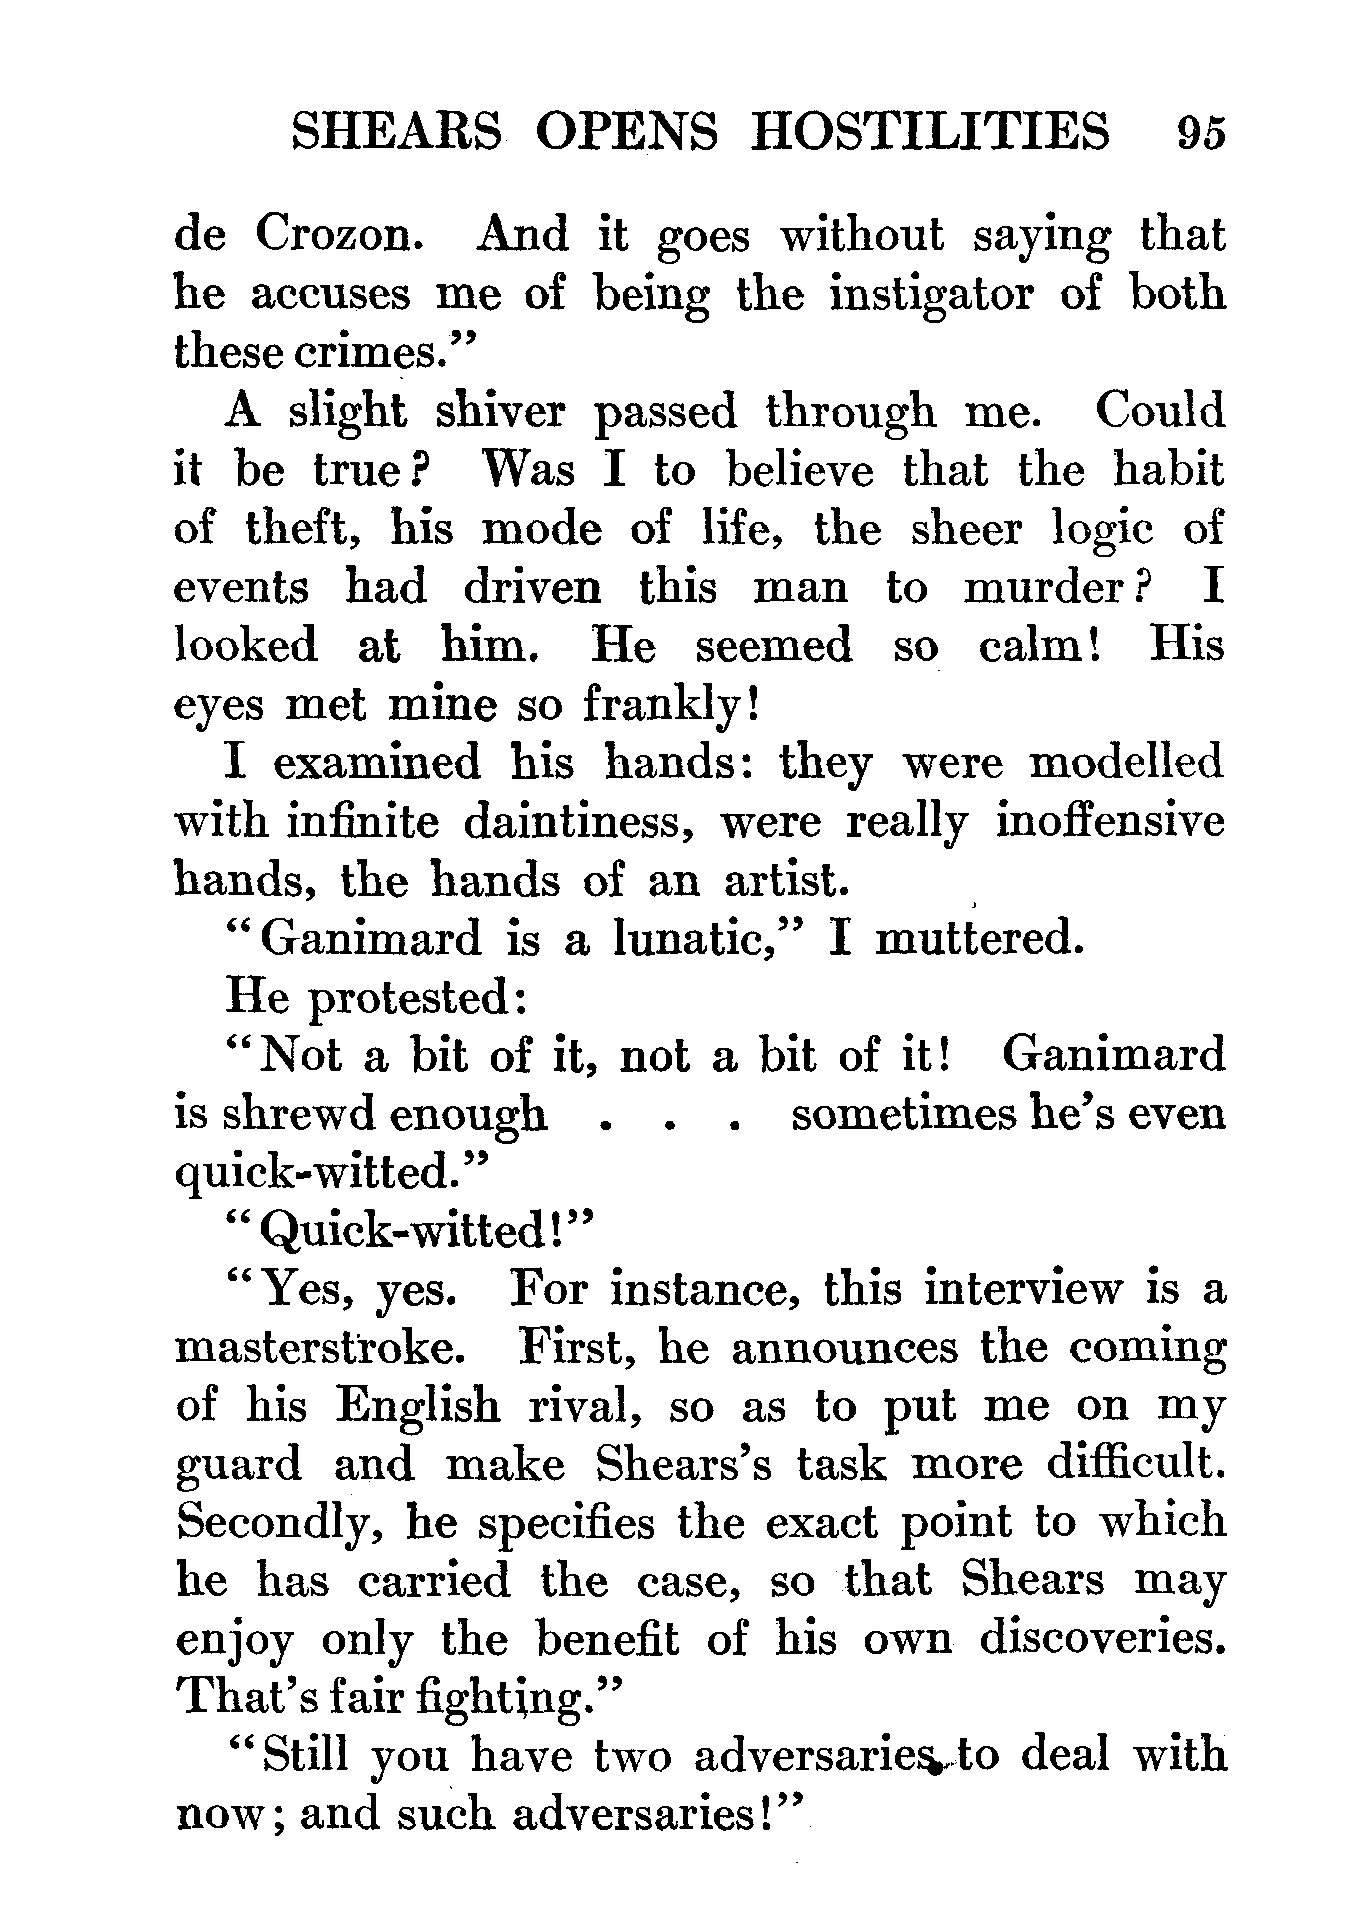 SHEARS OPENS HOSTILITIES 95
de Crozon. And it goes without saying that
he accuses me of being the instigator of both
these crimes.”
A slight shiver passed through me. Could
it be true? Was I to believe that the habit
of theft, his mode of life, the sheer logic of
events had driven this man to murder? I
looked at him. He seemed so calm! His
eyes met mine so frankly!
I examined his hands: they were modelled
with infinite daintiness, were really inoffensive
hands, the hands of an artist.
“Ganimard is a lunatic,” I muttered.
He protested:
“Not a bit of it, not a bit of it! Ganimard
is shrewd enough . . . sometimes he’s even
quick-witted.”
“Quick-witted!”
“Yes, yes. For instance, this interview is a
masterstroke. First, he announces the coming
of his English rival, so as to put me on my
guard and make Shears’s task more difficult.
Secondly, he specifies the exact point to which
he has carried the case, so that Shears may
enjoy only the benefit of his own discoveries.
That’s fair fighting.”
“Still you have two adversaries to deal with
now; and such adversaries!”